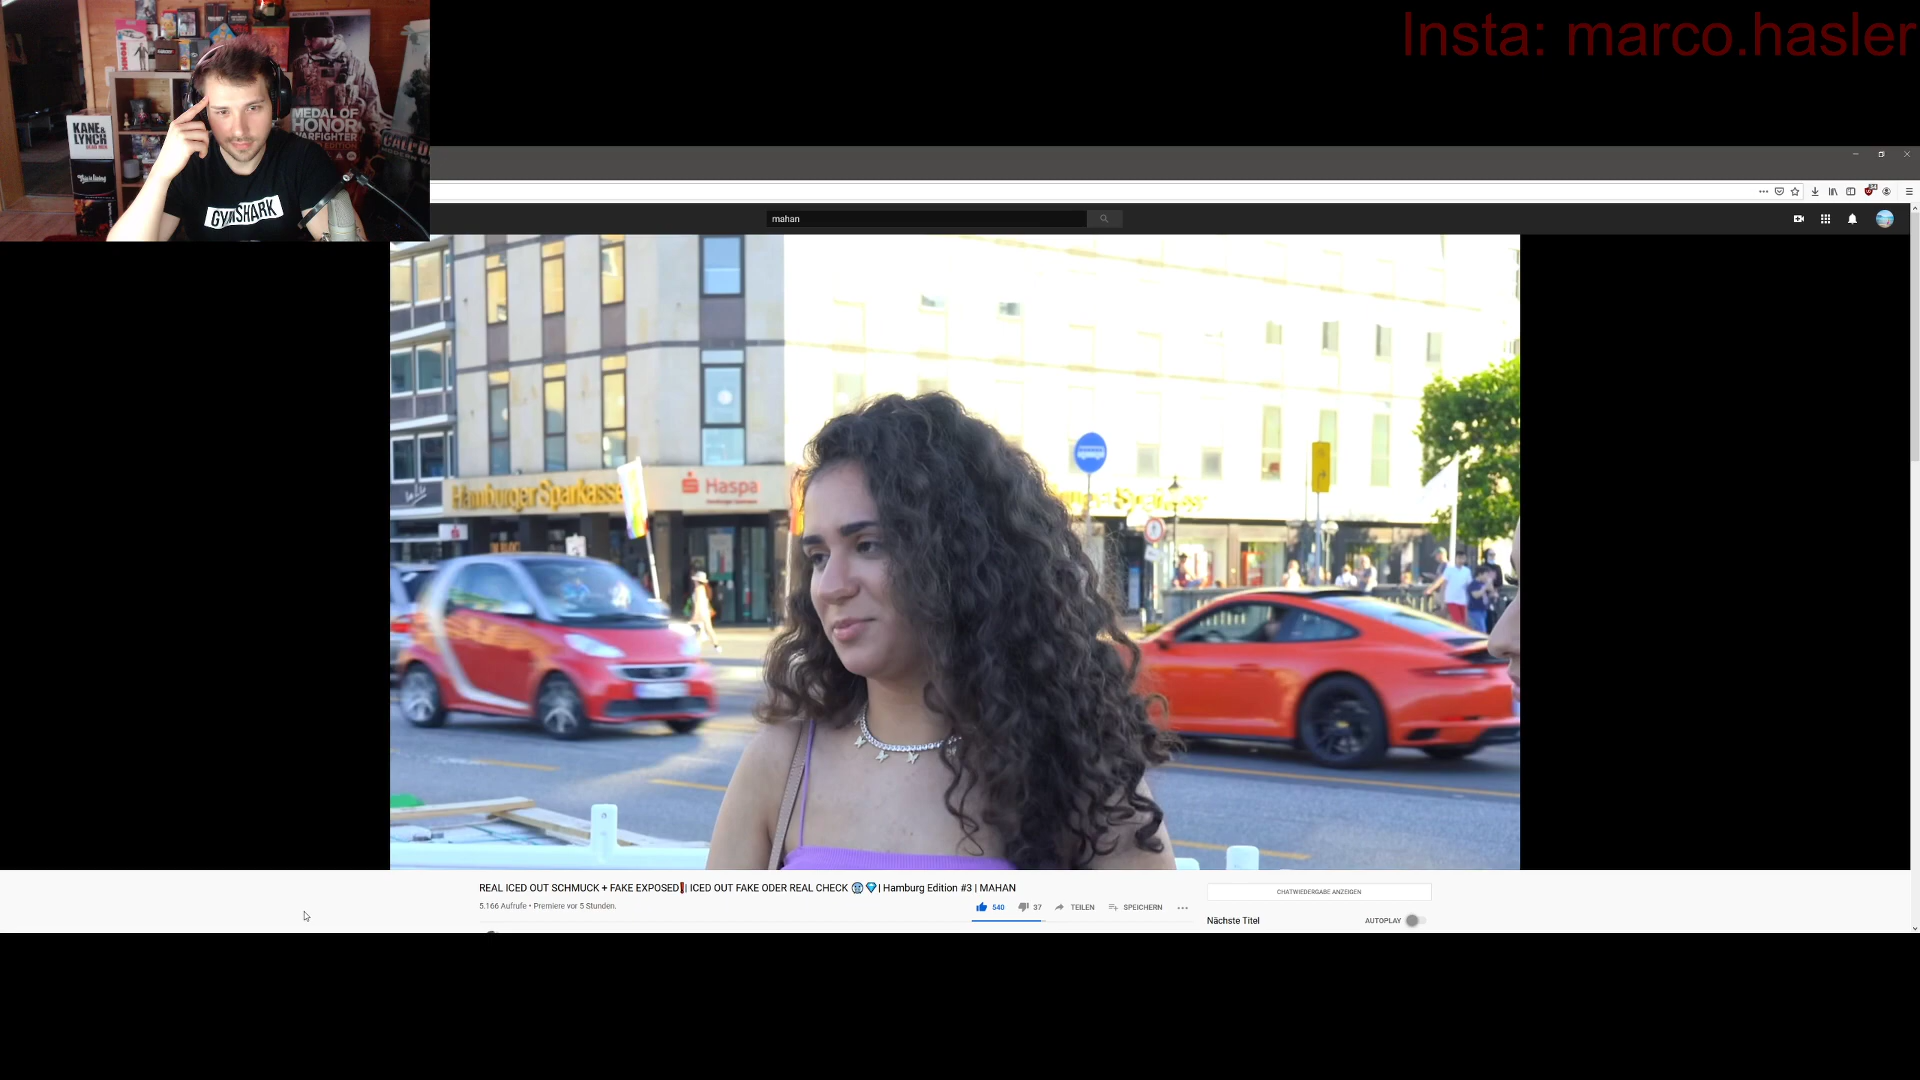 Insta: marco.hasler
KANE &
LYNCH
MEDAL OF
HONOR
WARFIGHTER
GYMSHARK
mahan
Hamburger Sparkasse
Haspa
REAL ICED OUT SCHMUCK + FAKE EXPOSED❗| ICED OUT FAKE ODER REAL CHECK 🥶💎| Hamburg Edition #3 | MAHAN
5.166 Aufrufe • Premiere vor 5 Stunden.
540
37
TEILEN
SPEICHERN
CHATWIEDERGABE ANZEIGEN
Nächste Titel
AUTOPLAY